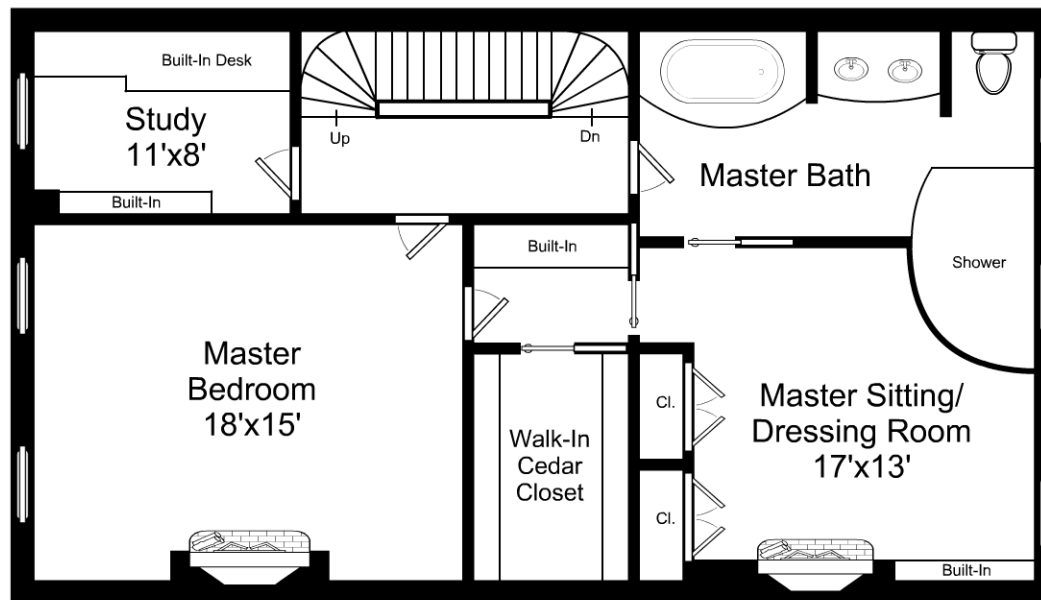 Built-In Desk
Study
11'x8'
Built-In
Up
Dn
Master Bath
Built-In
Shower
Master
Bedroom
18'x15'
Walk-In
Cedar
Closet
Cl.
Cl.
Master Sitting/
Dressing Room
17'x13'
Built-In